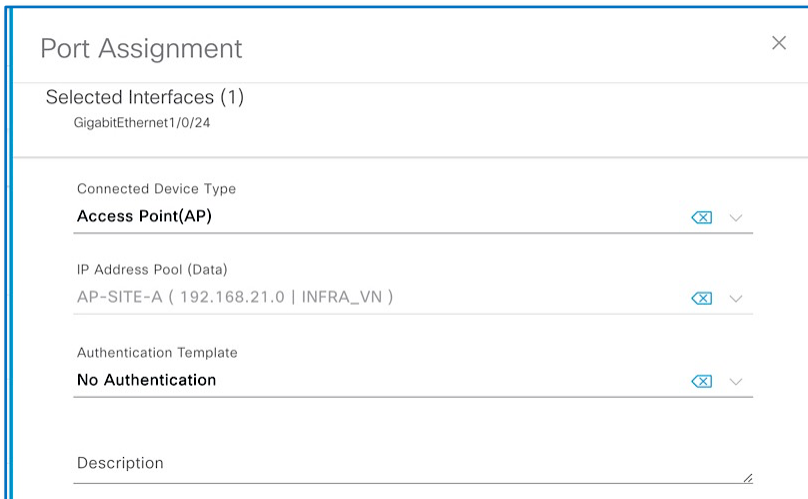 Port Assignment
Selected Interfaces (1)
GigabitEthernet1/0/24
Connected Device Type
Access Point(AP)
IP Address Pool (Data)
AP-SITE-A ( 192.168.21.0 | INFRA_VN )
Authentication Template
No Authentication
Description